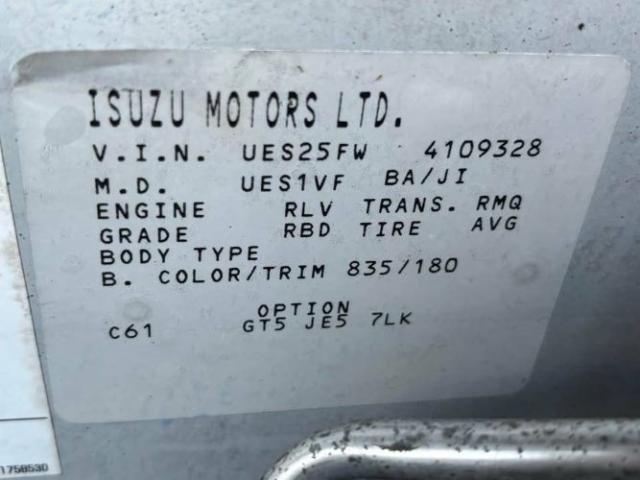 ISUZU MOTORS LTD.
V.I.N. UES25FW 4109328
M.D. UES1VF BA/JI
ENGINE RLV TRANS. RMQ
GRADE RBD TIRE AVG
BODY TYPE
B. COLOR/TRIM 835/180
OPTION
C61 GT5 JE5 7LK
1758530